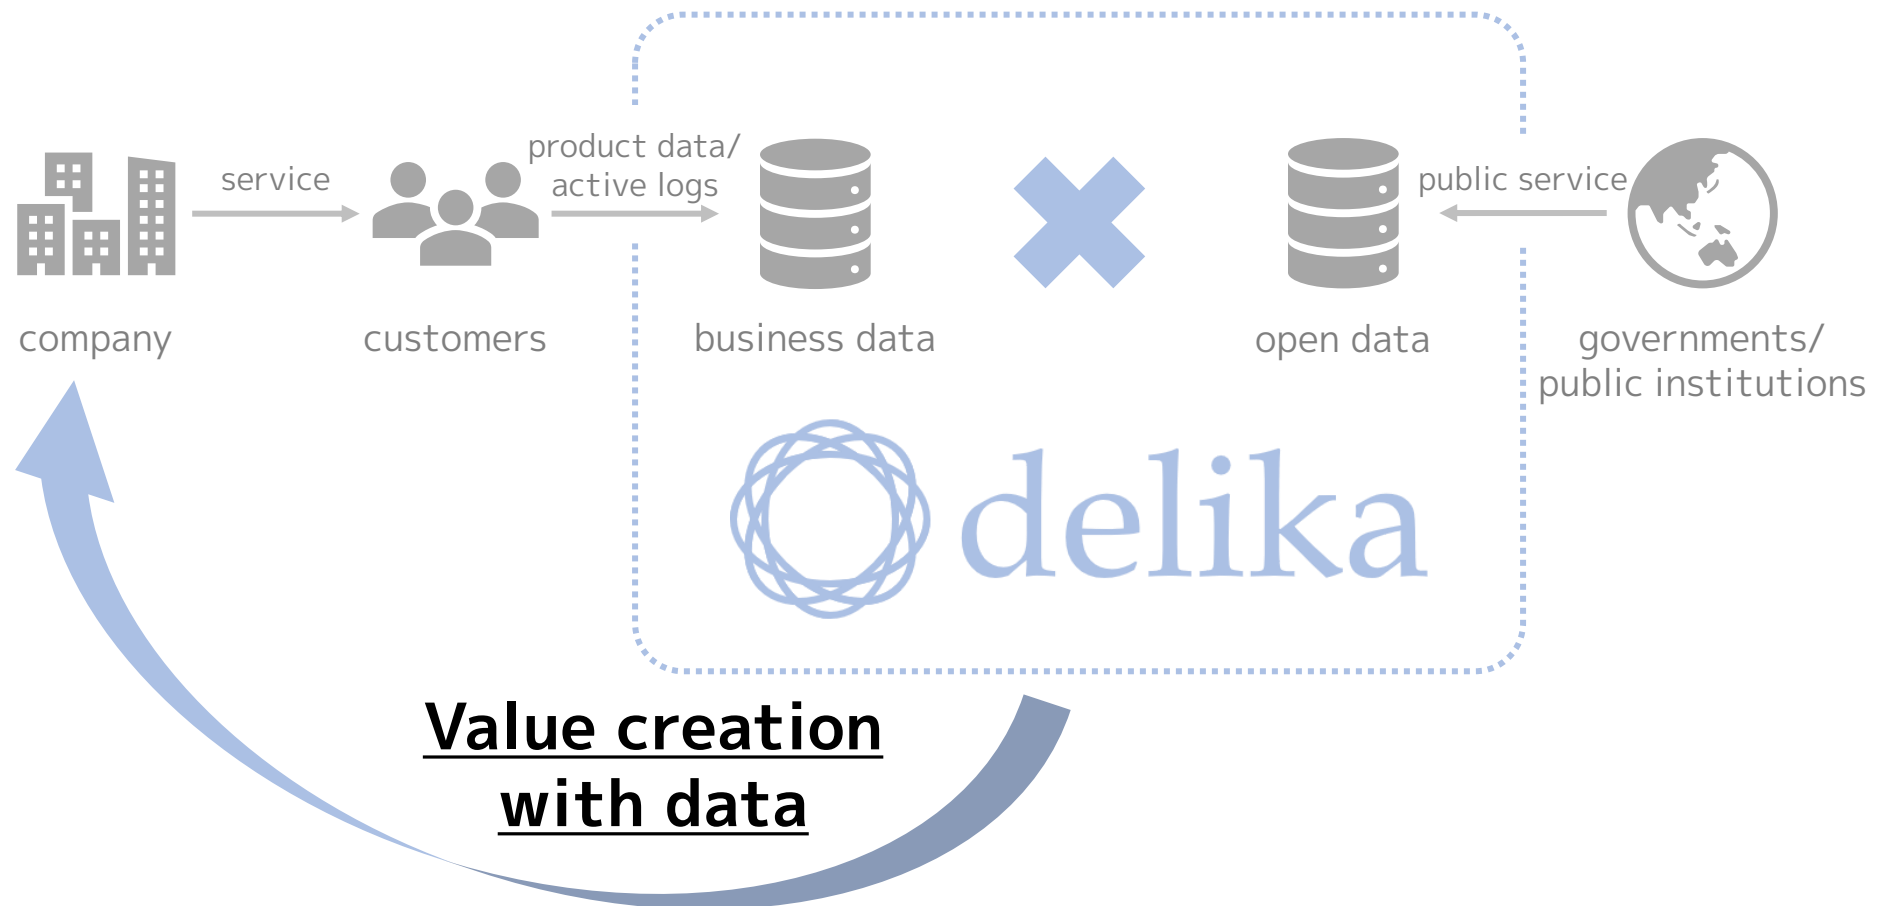 service
product data/
active logs
public service
company
customers
business data
open data
governments/
public institutions
delika
Value creation
with data